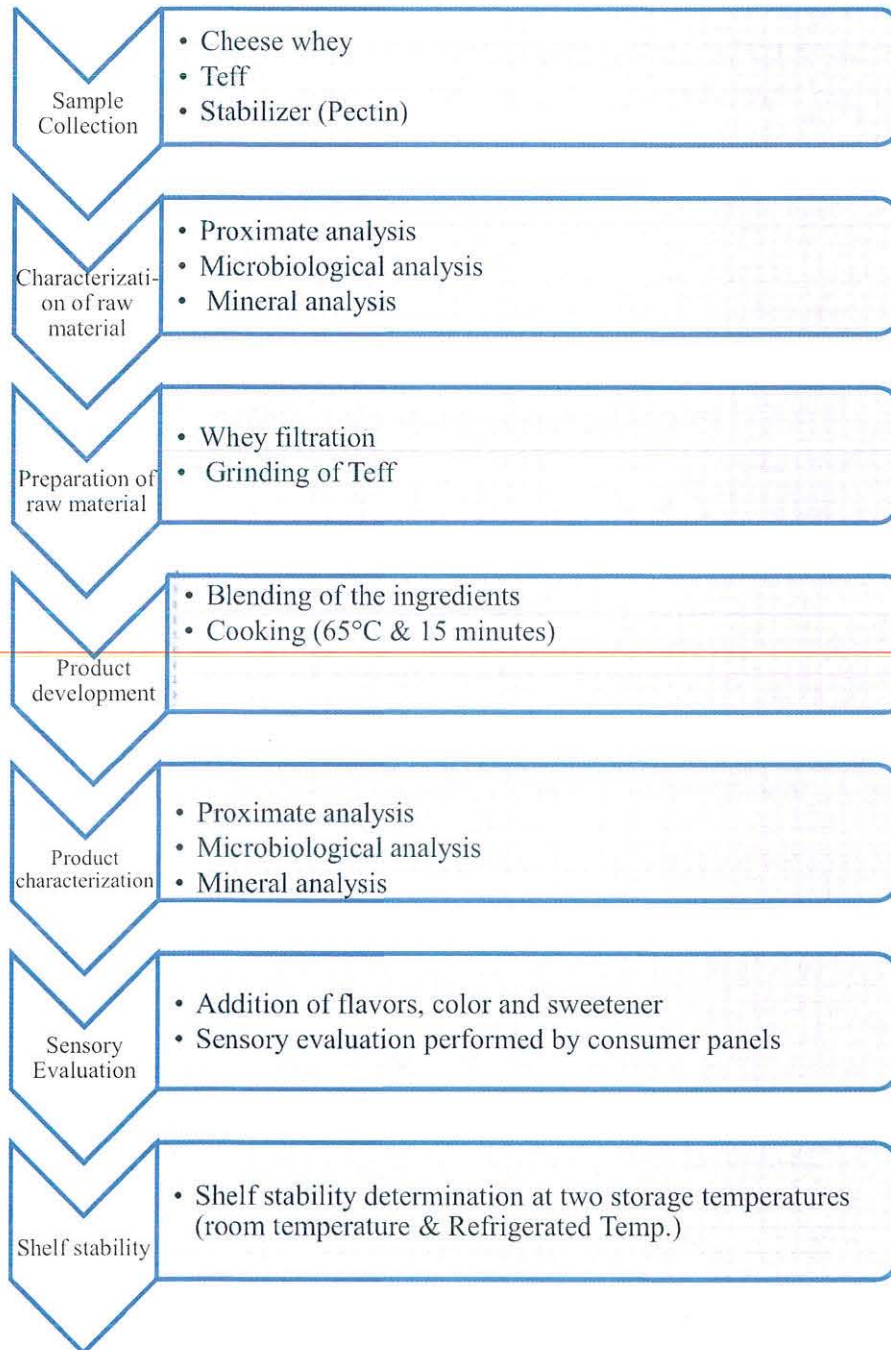 Sample
Collection
• Cheese whey
• Teff
• Stabilizer (Pectin)
Characterizati-
on of raw
material
• Proximate analysis
• Microbiological analysis
• Mineral analysis
Preparation of
raw material
• Whey filtration
• Grinding of Teff
Product
development
• Blending of the ingredients
• Cooking (65°C & 15 minutes)
Product
characterization
• Proximate analysis
• Microbiological analysis
• Mineral analysis
Sensory
Evaluation
• Addition of flavors, color and sweetener
• Sensory evaluation performed by consumer panels
Shelf stability
• Shelf stability determination at two storage temperatures
(room temperature & Refrigerated Temp.)